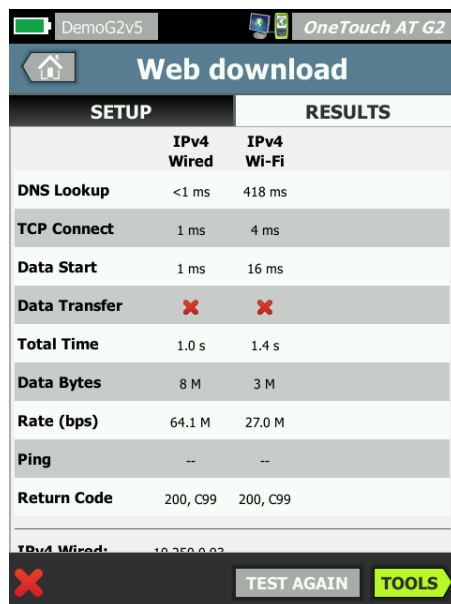 DemoG2v5 OneTouch AT G2
Web download
SETUP RESULTS
IPv4 IPv4
Wired Wi-Fi
DNS Lookup <1 ms 418 ms
TCP Connect 1 ms 4 ms
Data Start 1 ms 16 ms
Data Transfer
Total Time 1.0 s 1.4 s
Data Bytes 8 M 3 M
Rate (bps) 64.1 M 27.0 M
Ping -- --
Return Code 200, C99 200, C99
IPv4 Wired:
TEST AGAIN TOOLS